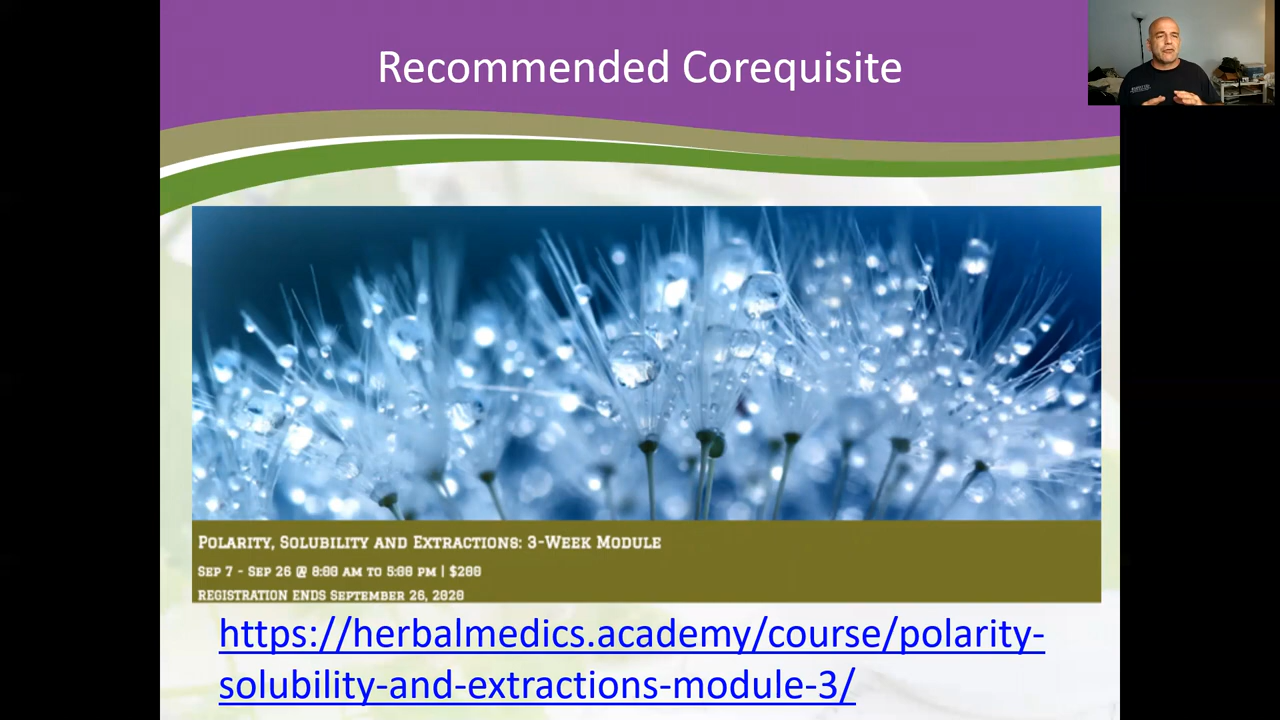 Recommended Corequisite
Polarity, Solubility and Extractions: 3-Week Module
Sep 7 - Sep 26 @ 8:00 am to 5:00 pm | $200
registration ends September 26, 2020
https://herbalmedics.academy/course/polarity-
solubility-and-extractions-module-3/